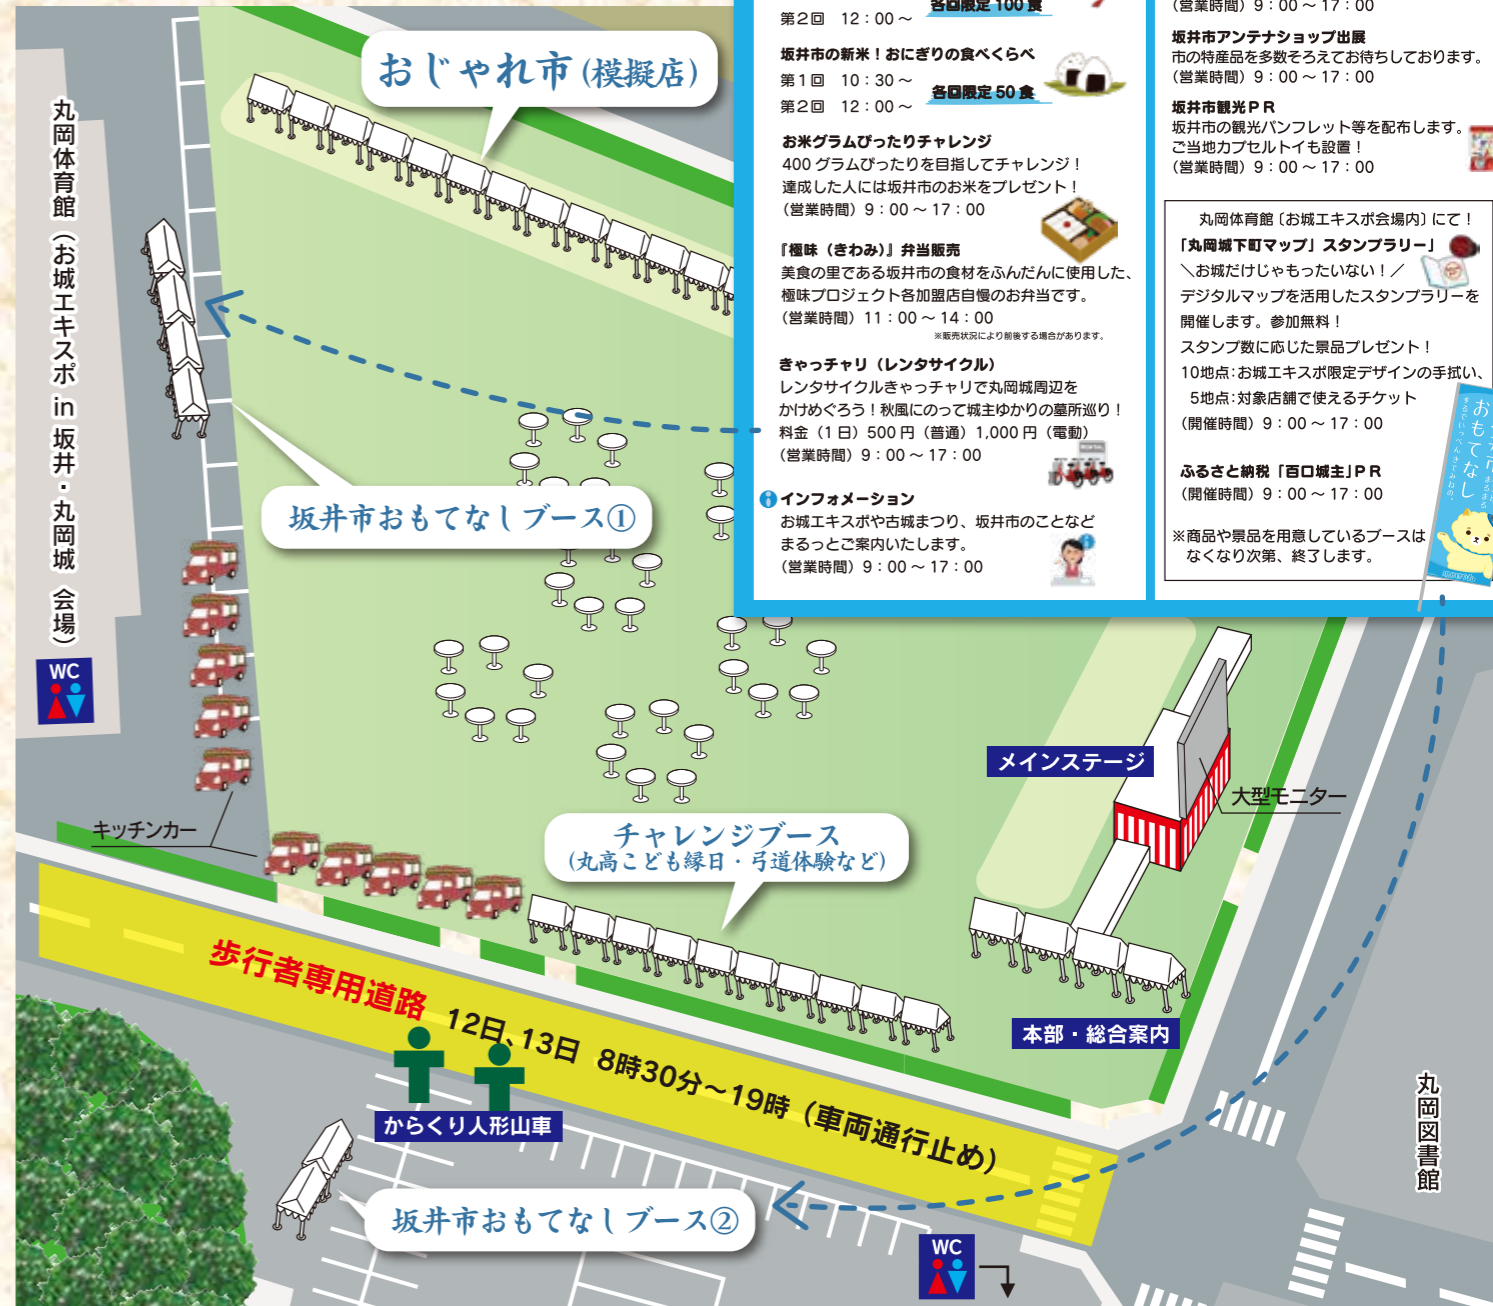 第2回　12：00～
各回限定 100 食
坂井市の新米！おにぎりの食べくらべ
第1回　10：30～
第2回　12：00～
各回限定 50 食
お米グラムぴったりチャレンジ
400 グラムぴったりを目指してチャレンジ！
達成した人には坂井市のお米をプレゼント！
（営業時間）9：00～17：00
『極味（きわみ）』弁当販売
美食の里である坂井市の食材をふんだんに使用した、
極味プロジェクト各加盟店自慢のお弁当です。
（営業時間）11：00～14：00
※販売状況により前後する場合があります。
きゃっチャリ（レンタサイクル）
レンタサイクルきゃっチャリで丸岡城周辺を
かけめぐろう！秋風にのって城主ゆかりの墓所巡り！
料金（1日）500円（普通）1,000円（電動）
（営業時間）9：00～17：00
インフォメーション
お城エキスポや古城まつり、坂井市のことなど
まるっとご案内いたします。
（営業時間）9：00～17：00
（営業時間）9：00～17：00
坂井市アンテナショップ出展
市の特産品を多数そろえてお待ちしております。
（営業時間）9：00～17：00
坂井市観光ＰＲ
坂井市の観光パンフレット等を配布します。
ご当地カプセルトイも設置！
（営業時間）9：00～17：00
丸岡体育館〔お城エキスポ会場内〕にて！
「丸岡城下町マップ」スタンプラリー」
＼お城だけじゃもったいない！／
デジタルマップを活用したスタンプラリーを
開催します。参加無料！
スタンプ数に応じた景品プレゼント！
10地点：お城エキスポ限定デザインの手拭い、
5地点：対象店舗で使えるチケット
（開催時間）9：00～17：00
ふるさと納税「百口城主」ＰＲ
（開催時間）9：00～17：00
※商品や景品を用意しているブースは
なくなり次第、終了します。
おもてなし
おじゃれ市（模擬店）
丸岡体育館（お城エキスポ in 坂井・丸岡城 会場）
WC
坂井市おもてなしブース①
キッチンカー
メインステージ
大型モニター
チャレンジブース
（丸高こども縁日・弓道体験など）
本部・総合案内
歩行者専用道路　12日、13日　8時30分～19時（車両通行止め）
からくり人形山車
坂井市おもてなしブース②
WC
丸岡図書館